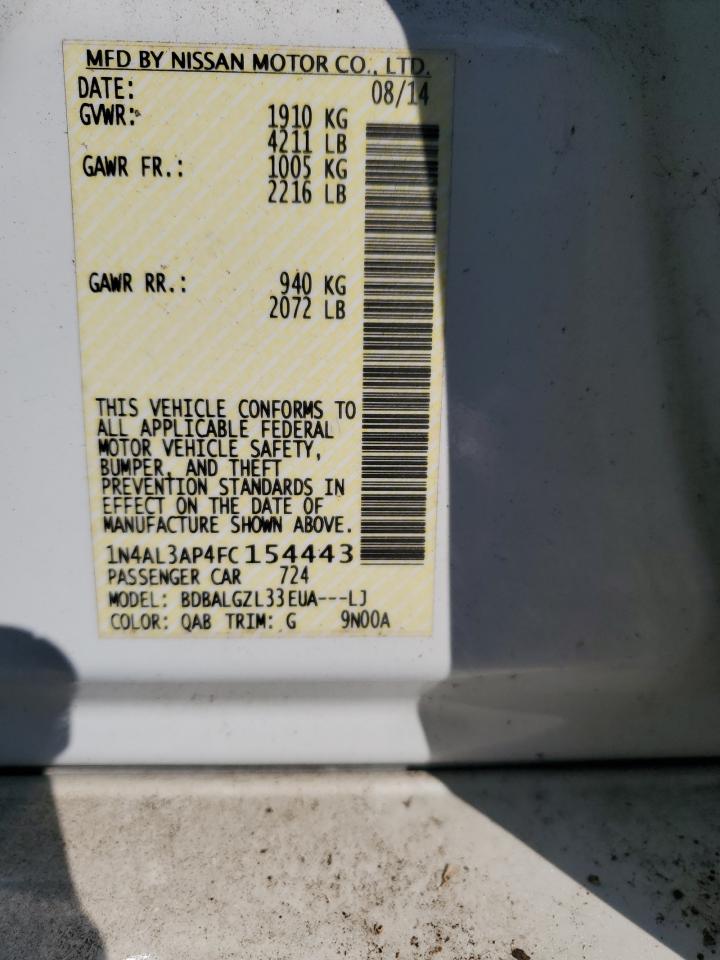 MFD BY NISSAN MOTOR CO., LTD.
DATE: 08/14
GVWR: 1910 KG
4211 LB
GAWR FR.: 1005 KG
2216 LB
GAWR RR.: 940 KG
2072 LB
THIS VEHICLE CONFORMS TO
ALL APPLICABLE FEDERAL
MOTOR VEHICLE SAFETY,
BUMPER, AND THEFT
PREVENTION STANDARDS IN
EFFECT ON THE DATE OF
MANUFACTURE SHOWN ABOVE.
1N4AL3AP4FC154443
PASSENGER CAR 724
MODEL: BDBALGZL33EUA---LJ
COLOR: QAB TRIM: G 9N00A